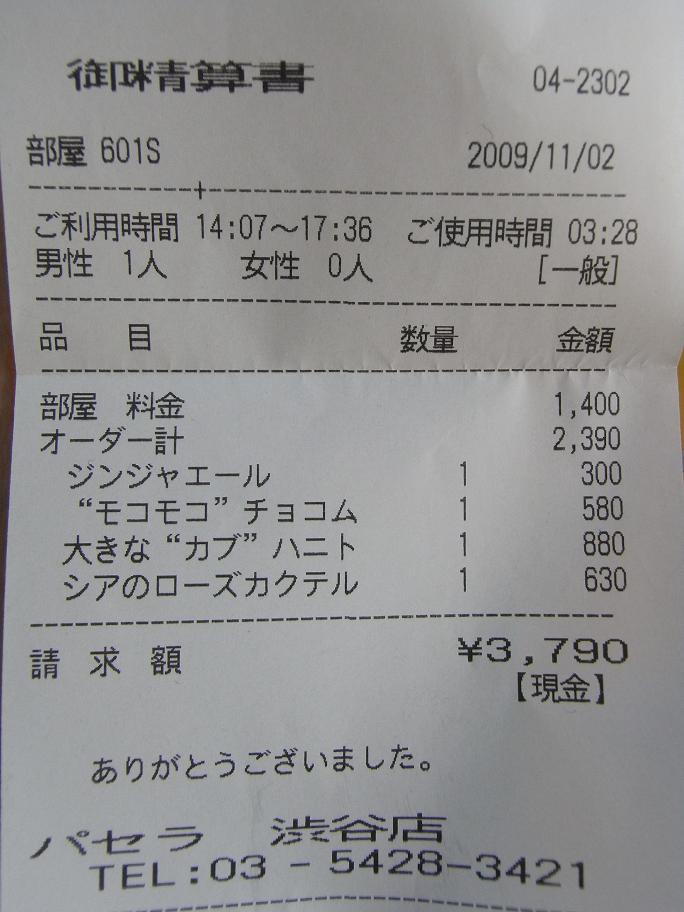 御精算書 04-2302
部屋 601S 2009/11/02
ご利用時間 14:07〜17:36 ご使用時間 03:28
男性 1人 女性 0人 [一般]
品 目 数量 金額
部屋 料金 1,400
オーダー計 2,390
ジンジャエール 1 300
“モコモコ”チョコム 1 580
大きな“カブ”ハニト 1 880
シアのローズカクテル 1 630
請求額 ¥3,790
【現金】
ありがとうございました。
パセラ 渋谷店
TEL:03-5428-3421